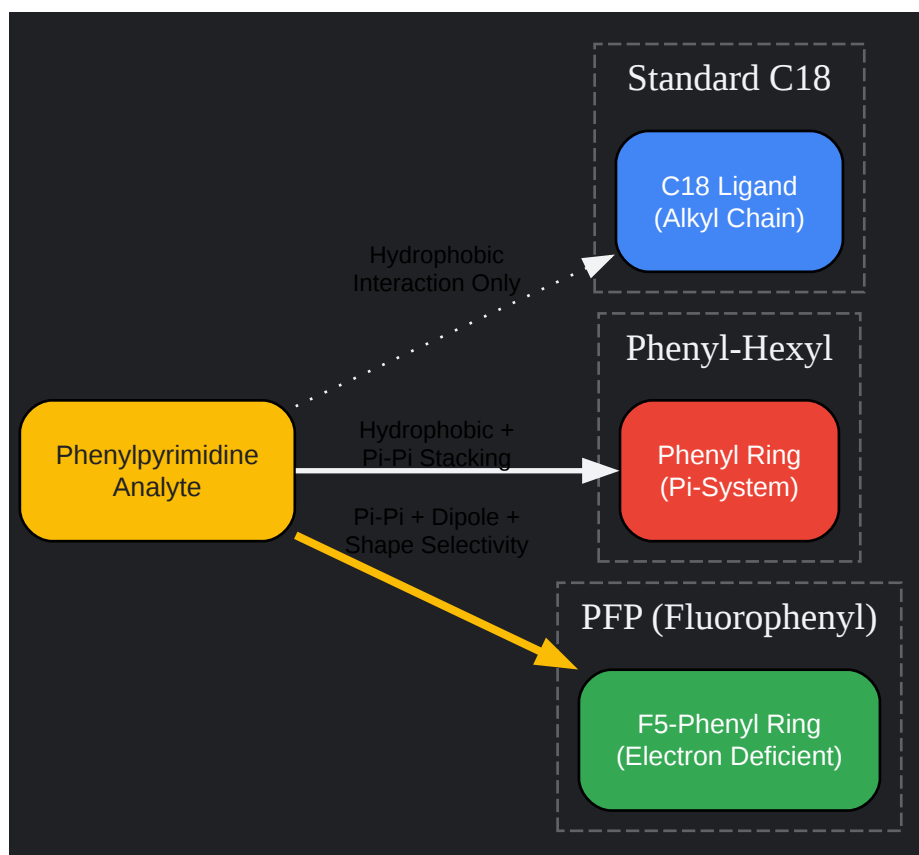 Standard C18
C18 Ligand
(Alkyl Chain)
Hydrophobic
Interaction Only
Phenyl-Hexyl
Phenylpyrimidine
Analyte
Hydrophobic +
Pi-Pi Stacking
Phenyl Ring
(Pi-System)
Pi-Pi + Dipole +
Shape Selectivity
PFP (Fluorophenyl)
F5-Phenyl Ring
(Electron Deficient)